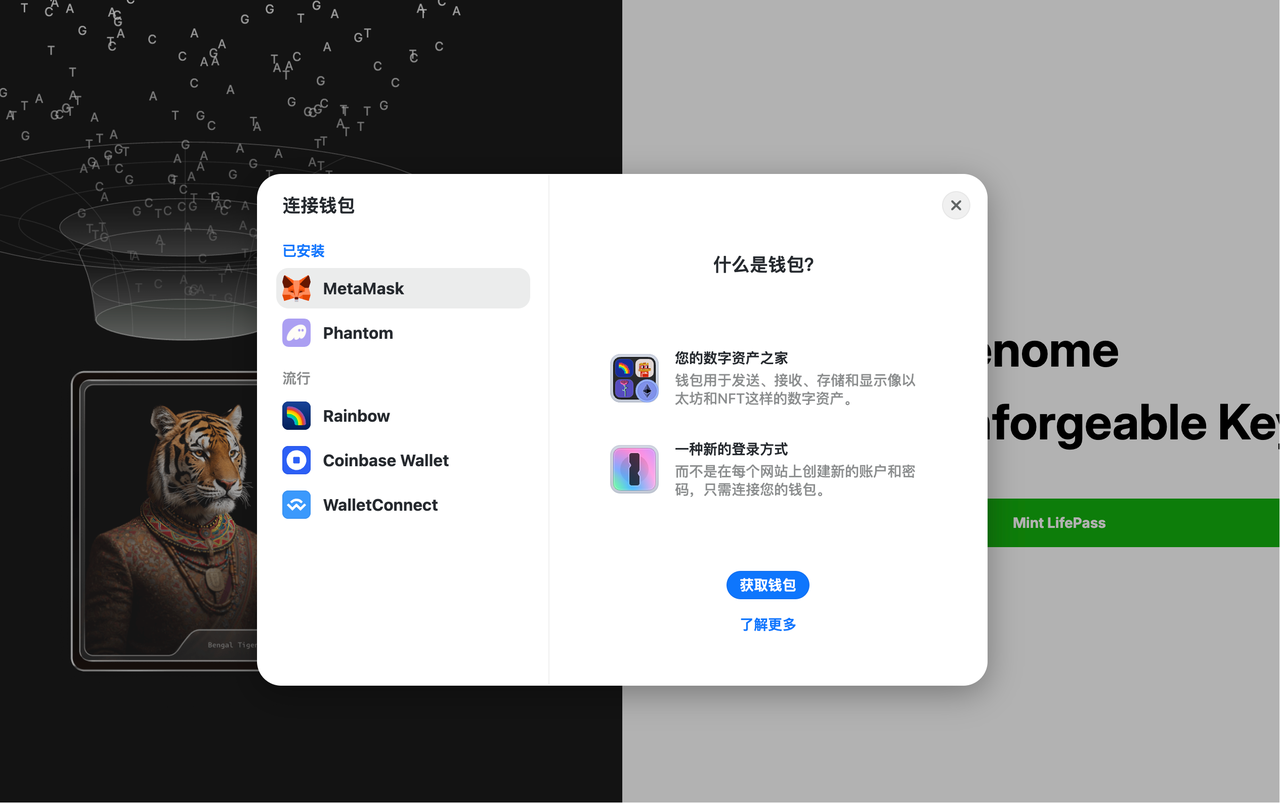 连接钱包
已安装
MetaMask
Phantom
流行
Rainbow
Coinbase Wallet
WalletConnect
什么是钱包?
您的数字资产之家
钱包用于发送、接收、存储和显示像以
太坊和NFT这样的数字资产。
一种新的登录方式
而不是在每个网站上创建新的账户和密
码，只需连接您的钱包。
获取钱包
了解更多
enome
nforgeable Key
Mint LifePass
Bengal Tiger